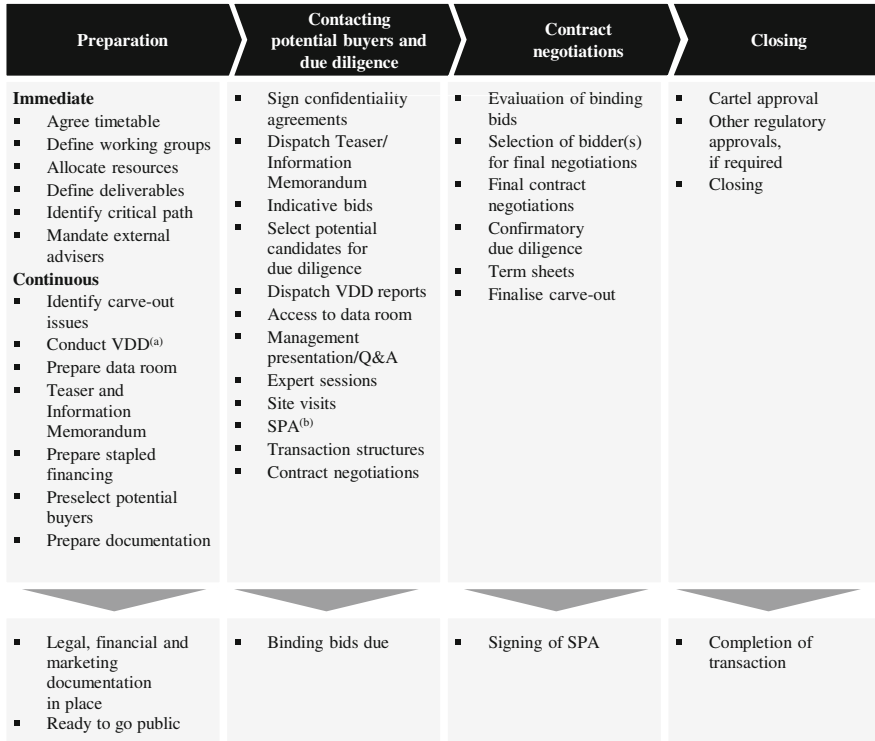 Preparation
Contacting
potential buyers and
due diligence
Contract
negotiations
Closing
Immediate
▪ Agree timetable
▪ Define working groups
▪ Allocate resources
▪ Define deliverables
▪ Identify critical path
▪ Mandate external
advisers
Continuous
▪ Identify carve-out
issues
▪ Conduct VDD(a)
▪ Prepare data room
▪ Teaser and
Information
Memorandum
▪ Prepare stapled
financing
▪ Preselect potential
buyers
▪ Prepare documentation
▪ Sign confidentiality
agreements
▪ Dispatch Teaser/
Information
Memorandum
▪ Indicative bids
▪ Select potential
candidates for
due diligence
▪ Dispatch VDD reports
▪ Access to data room
▪ Management
presentation/Q&A
▪ Expert sessions
▪ Site visits
▪ SPA(b)
▪ Transaction structures
▪ Contract negotiations
▪ Evaluation of binding
bids
▪ Selection of bidder(s)
for final negotiations
▪ Final contract
negotiations
▪ Confirmatory
due diligence
▪ Term sheets
▪ Finalise carve-out
▪ Cartel approval
▪ Other regulatory
approvals,
if required
▪ Closing
▪ Legal, financial and
marketing
documentation
in place
▪ Ready to go public
▪ Binding bids due
▪ Signing of SPA
▪ Completion of
transaction